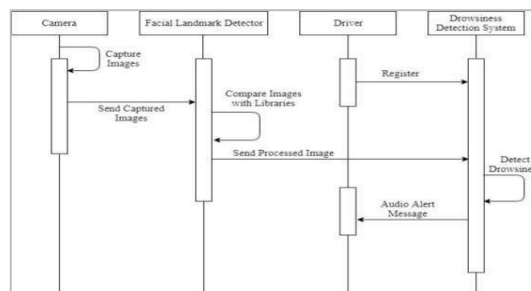 Camera
Facial Landmark Detector
Driver
Drowsiness
Detection System
Capture
Images
Register
Compare Images
with Libraries
Send Captured
Images
Send Processed Image
Detect
Drowsine
Audio Alert
Message